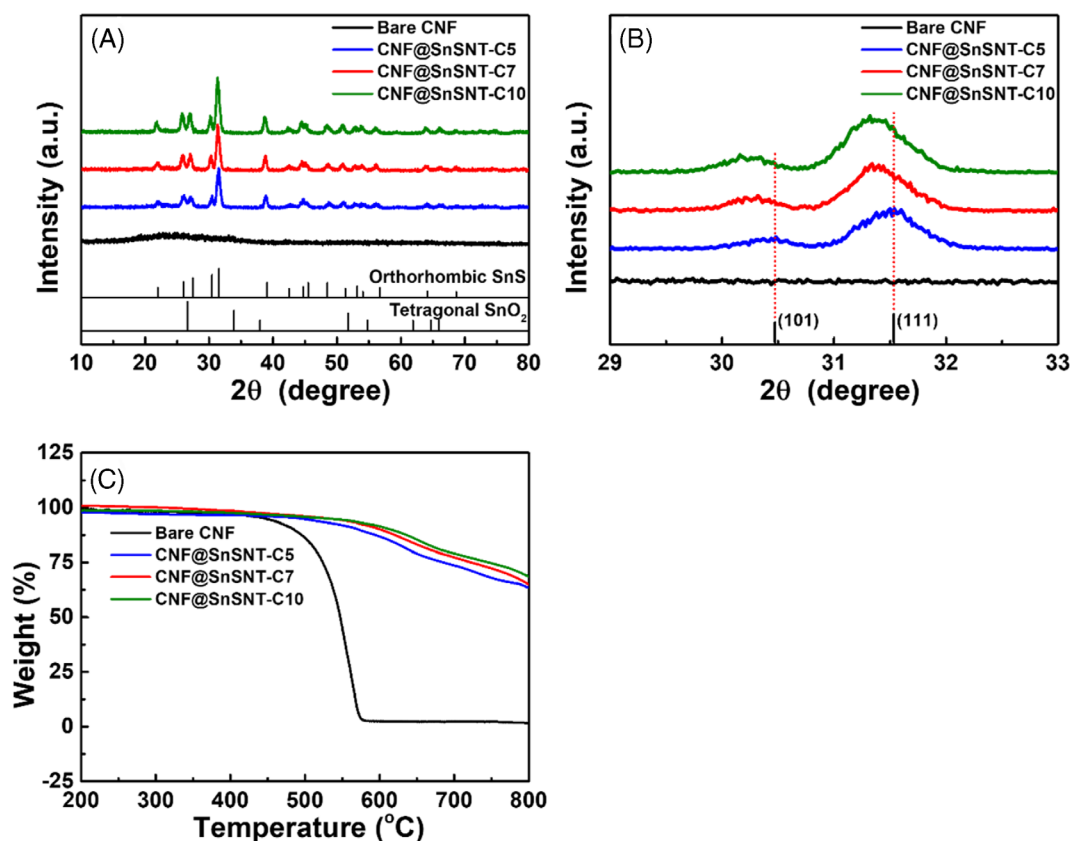 (A)
Bare CNF
CNF@SnSNT-C5
CNF@SnSNT-C7
CNF@SnSNT-C10
Intensity (a.u.)
Orthorhombic SnS
Tetragonal SnO₂
10 20 30 40 50 60 70 80
2θ (degree)
(B)
Bare CNF
CNF@SnSNT-C5
CNF@SnSNT-C7
CNF@SnSNT-C10
Intensity (a.u.)
(101) (111)
29 30 31 32 33
2θ (degree)
(C)
125
100
75
50
25
0
-25
Weight (%)
Bare CNF
CNF@SnSNT-C5
CNF@SnSNT-C7
CNF@SnSNT-C10
200 300 400 500 600 700 800
Temperature (°C)